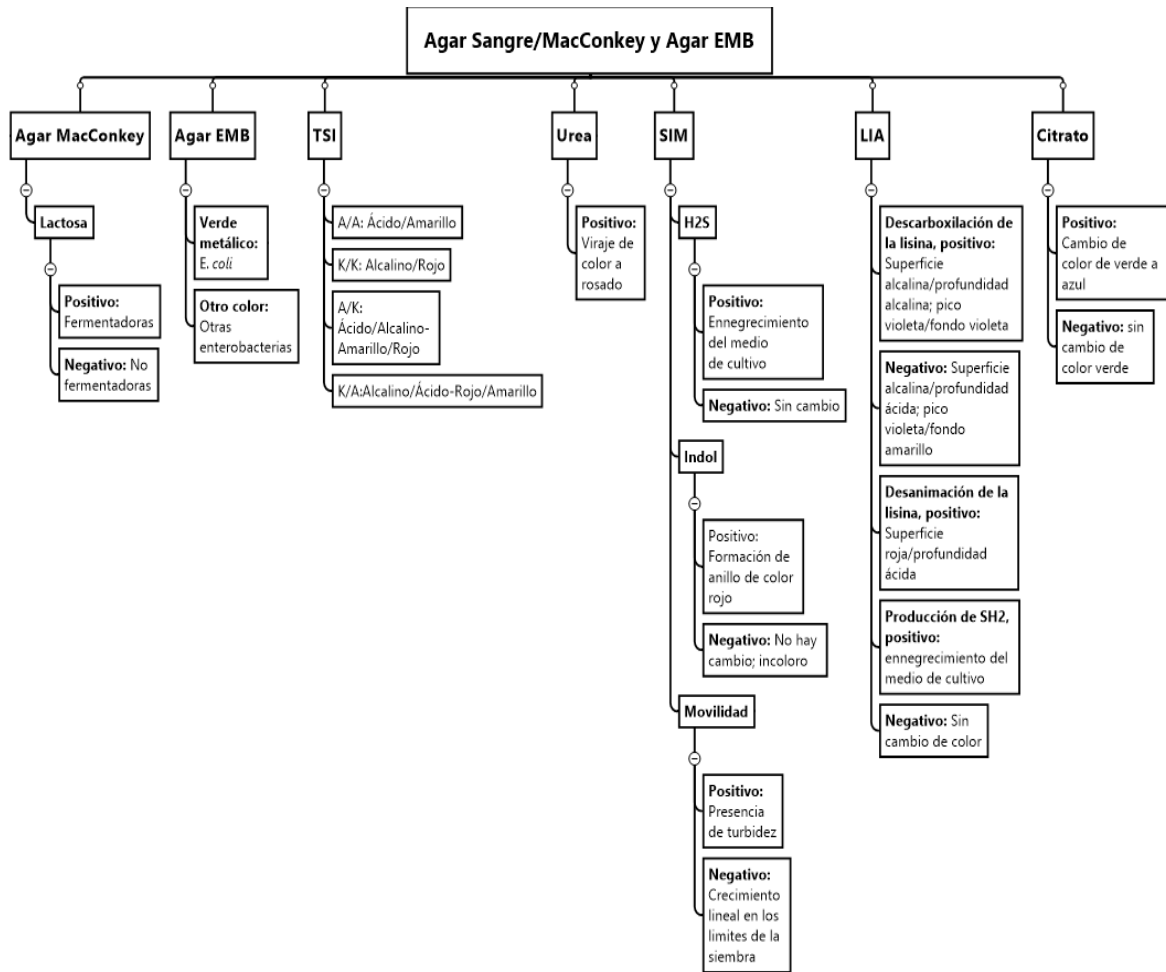 Agar Sangre/MacConkey y Agar EMB
Agar MacConkey
Lactosa
Positivo:
Fermentadoras
Negativo: No
fermentadoras
Agar EMB
Verde
metálico:
E. coli
Otro color:
Otras
enterobacterias
TSI
A/A: Ácido/Amarillo
K/K: Alcalino/Rojo
A/K:
Ácido/Alcalino-
Amarillo/Rojo
K/A:Alcalino/Ácido-Rojo/Amarillo
Urea
Positivo:
Viraje de
color a
rosado
SIM
H2S
Positivo:
Ennegrecimiento
del medio
de cultivo
Negativo: Sin cambio
Indol
Positivo:
Formación de
anillo de color
rojo
Negativo: No hay
cambio; incoloro
Movilidad
Positivo:
Presencia
de turbidez
Negativo:
Crecimiento
lineal en los
limites de la
siembra
LIA
Descarboxilación de
la lisina, positivo:
Superficie
alcalina/profundidad
alcalina; pico
violeta/fondo violeta
Negativo: Superficie
alcalina/profundidad
ácida; pico
violeta/fondo
amarillo
Desanimación de la
lisina, positivo:
Superficie
roja/profundidad
ácida
Producción de SH2,
positivo:
ennegrecimiento del
medio de cultivo
Negativo: Sin
cambio de color
Citrato
Positivo:
Cambio de
color de verde a
azul
Negativo: sin
cambio de
color verde